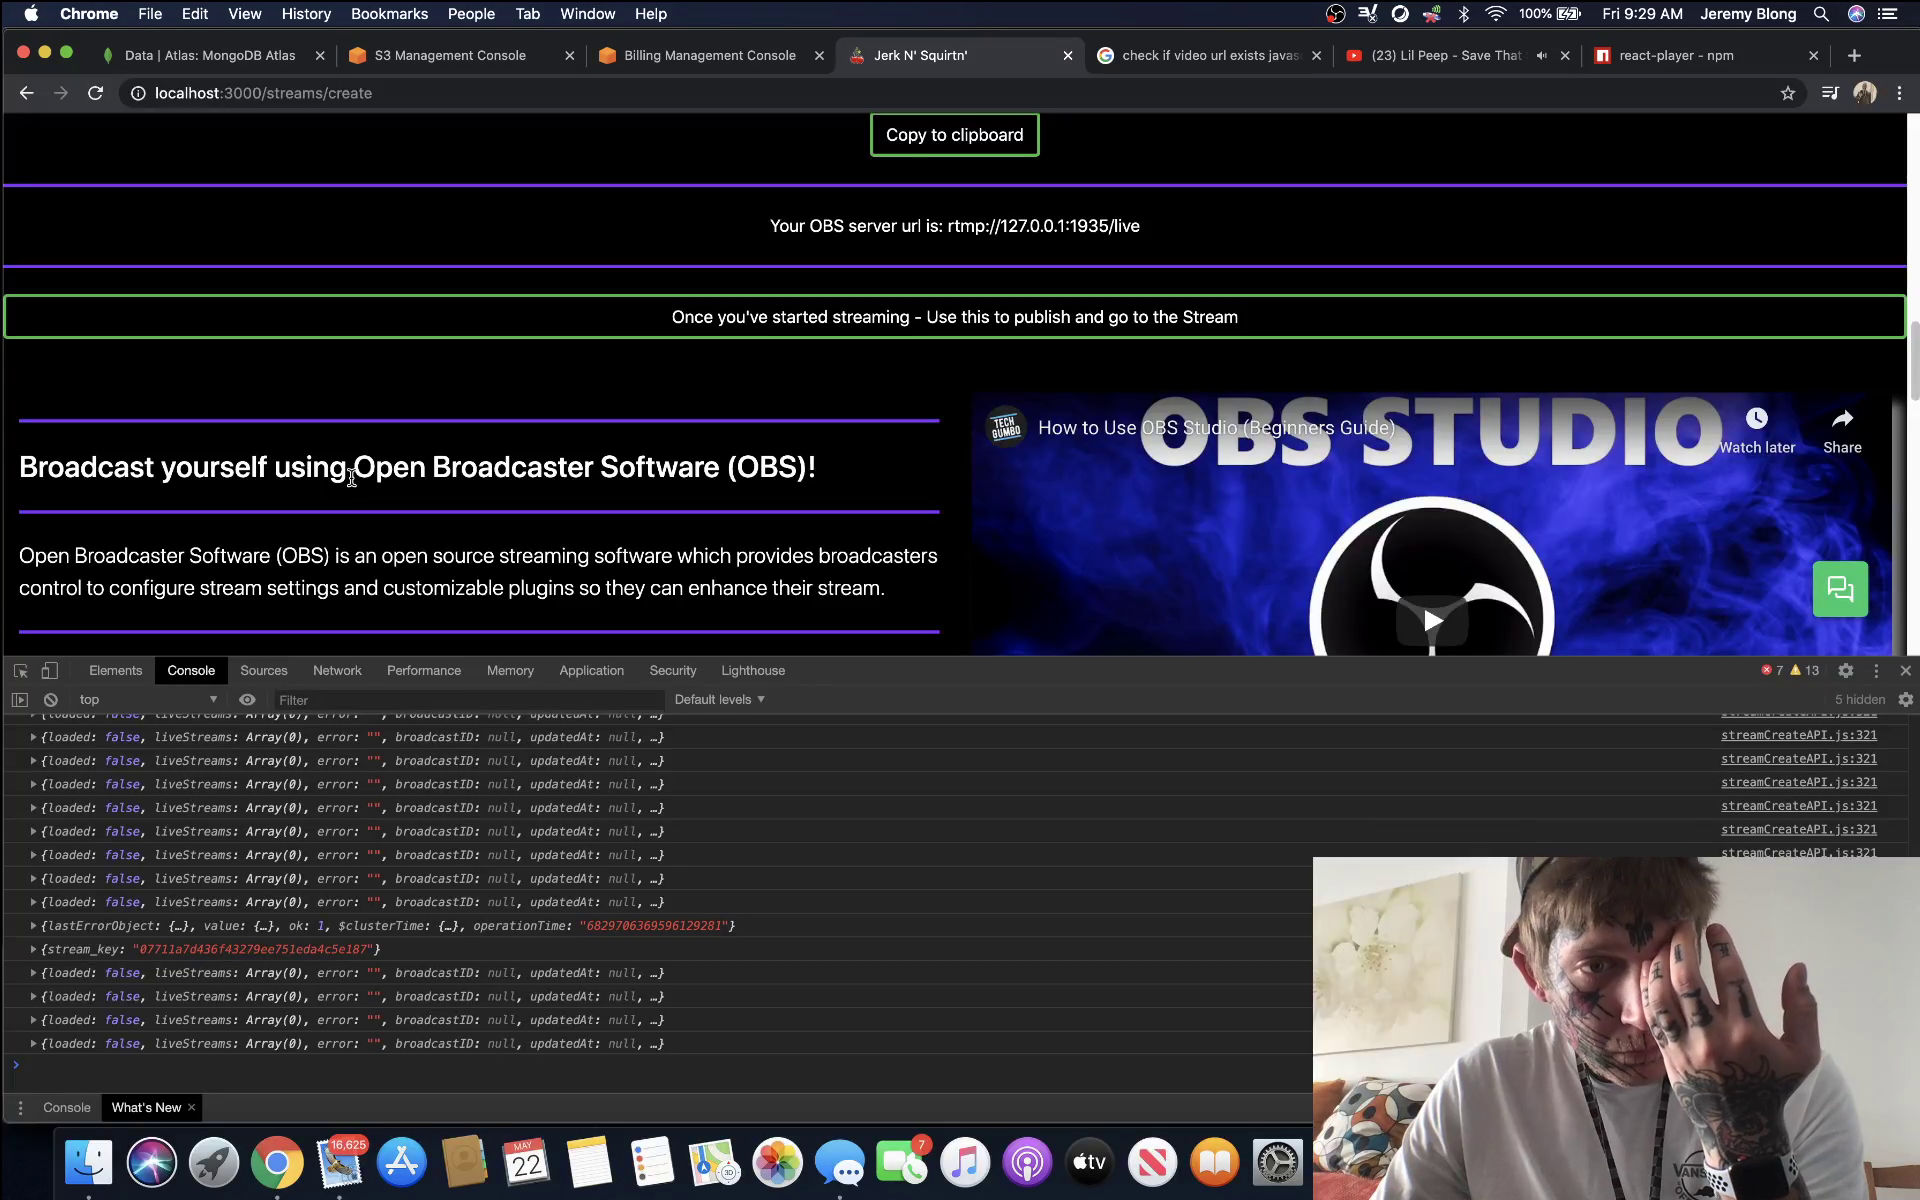 Chrome File Edit View History Bookmarks People Tab Window Help 100% Fri 9:29 AM Jeremy Blong
Data | Atlas: MongoDB Atlas S3 Management Console Billing Management Console Jerk N' Squirtn' check if video url exists javas (23) Lil Peep - Save That react-player - npm
localhost:3000/streams/create
Copy to clipboard
Your OBS server url is: rtmp://127.0.0.1:1935/live
Once you've started streaming - Use this to publish and go to the Stream
OBS STUDIO
TECH GUMBO How to Use OBS Studio (Beginners Guide)
Watch later Share
Broadcast yourself using Open Broadcaster Software (OBS)!
Open Broadcaster Software (OBS) is an open source streaming software which provides broadcasters
control to configure stream settings and customizable plugins so they can enhance their stream.
Elements Console Sources Network Performance Memory Application Security Lighthouse 7 13
top Filter Default levels 5 hidden
{loaded: false, liveStreams: Array(0), error: "", broadcastID: null, updatedAt: null, …} streamCreateAPI.js:321
{loaded: false, liveStreams: Array(0), error: "", broadcastID: null, updatedAt: null, …} streamCreateAPI.js:321
{loaded: false, liveStreams: Array(0), error: "", broadcastID: null, updatedAt: null, …} streamCreateAPI.js:321
{loaded: false, liveStreams: Array(0), error: "", broadcastID: null, updatedAt: null, …} streamCreateAPI.js:321
{loaded: false, liveStreams: Array(0), error: "", broadcastID: null, updatedAt: null, …} streamCreateAPI.js:321
{loaded: false, liveStreams: Array(0), error: "", broadcastID: null, updatedAt: null, …} streamCreateAPI.js:321
{loaded: false, liveStreams: Array(0), error: "", broadcastID: null, updatedAt: null, …} streamCreateAPI.js:321
{loaded: false, liveStreams: Array(0), error: "", broadcastID: null, updatedAt: null, …}
{loaded: false, liveStreams: Array(0), error: "", broadcastID: null, updatedAt: null, …}
{lastErrorObject: {…}, value: {…}, ok: 1, $clusterTime: {…}, operationTime: "6829706369596129281"}
{stream_key: "07711a7d436f43279ee751eda4c5e187"}
{loaded: false, liveStreams: Array(0), error: "", broadcastID: null, updatedAt: null, …}
{loaded: false, liveStreams: Array(0), error: "", broadcastID: null, updatedAt: null, …}
{loaded: false, liveStreams: Array(0), error: "", broadcastID: null, updatedAt: null, …}
{loaded: false, liveStreams: Array(0), error: "", broadcastID: null, updatedAt: null, …}
Console What's New
16,625 MAY 22 3D 7 tv
VANS